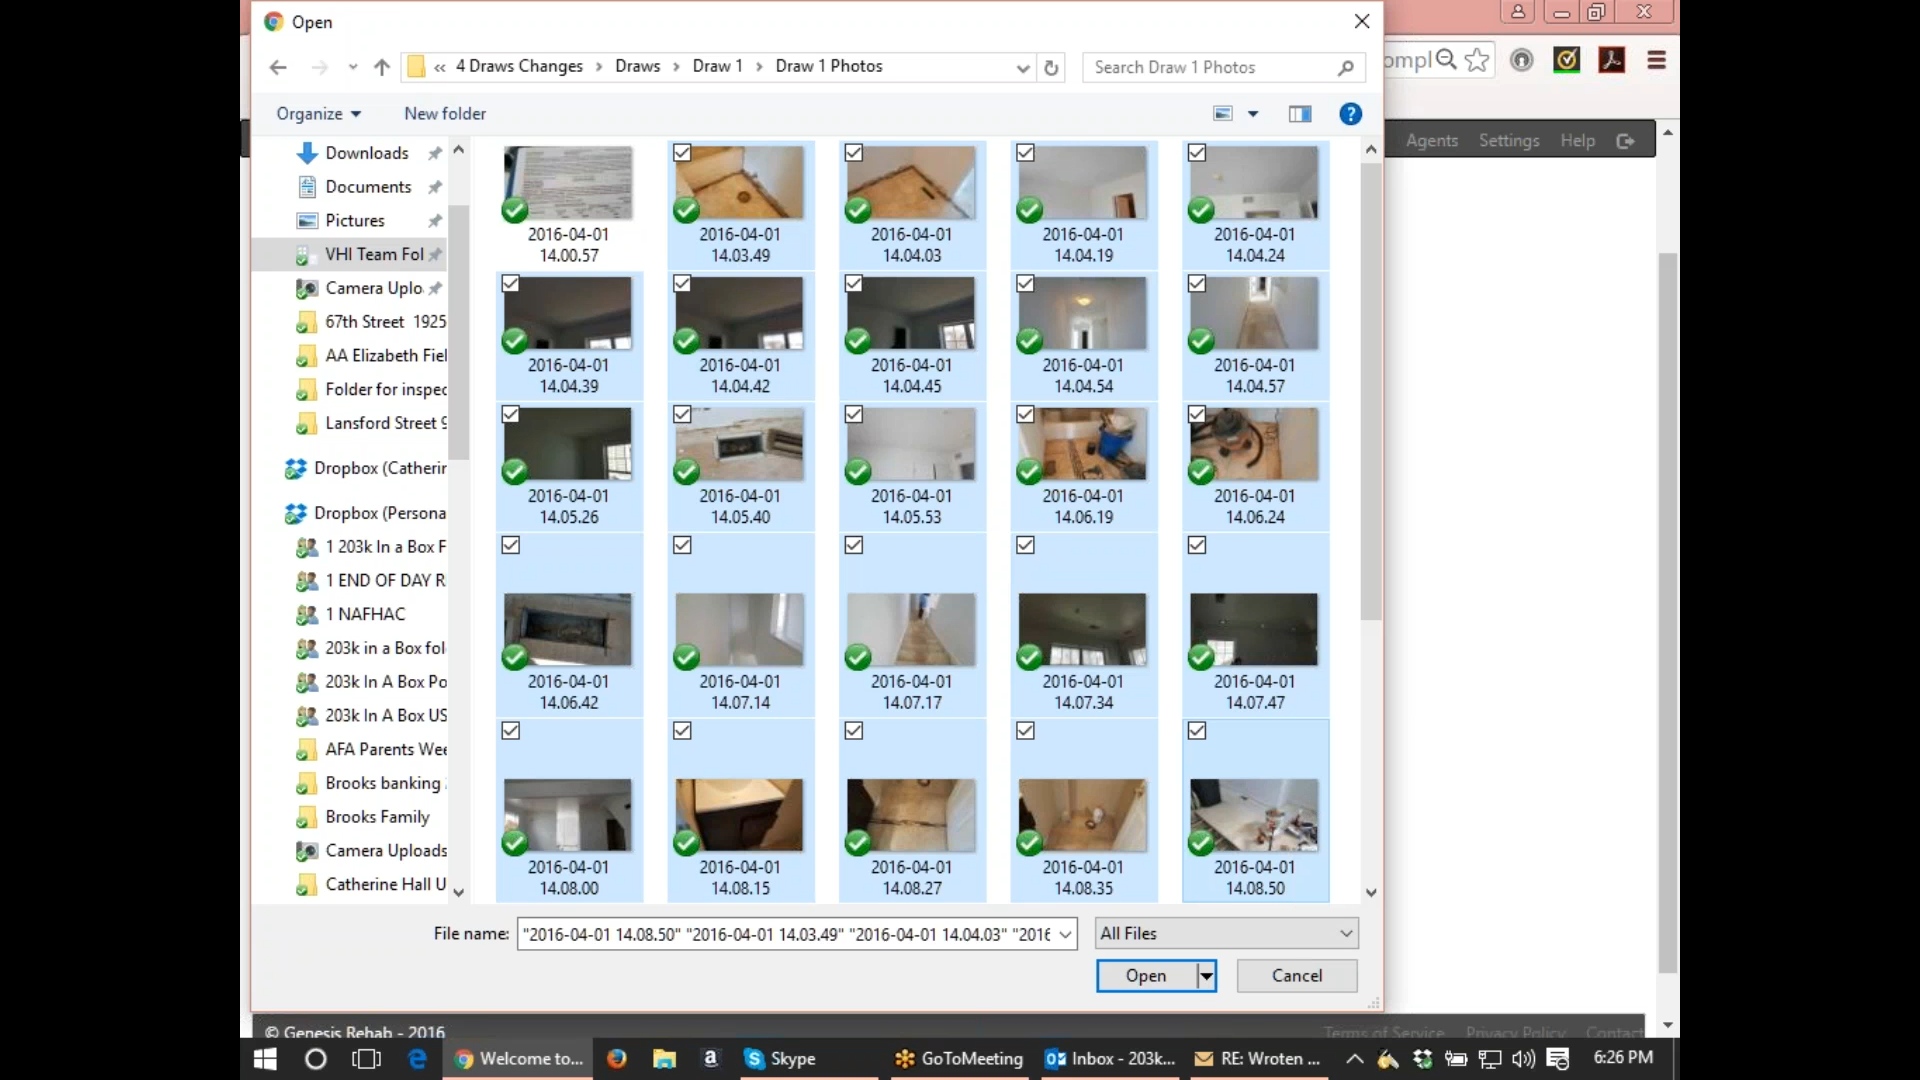 Open
« 4 Draws Changes > Draws > Draw 1 > Draw 1 Photos
Search Draw 1 Photos
ompl
Organize
New folder
Agents
Settings
Help
Downloads
Documents
Pictures
VHI Team Fol
Camera Uplo
67th Street 1925
AA Elizabeth Fiel
Folder for inspec
Lansford Street 9
Dropbox (Catherin
Dropbox (Persona
1 203k In a Box F
1 END OF DAY R
1 NAFHAC
203k in a Box fol
203k In A Box Po
203k In A Box US
AFA Parents Wee
Brooks banking
Brooks Family
Camera Uploads
Catherine Hall U
2016-04-01 14.00.57
2016-04-01 14.03.49
2016-04-01 14.04.03
2016-04-01 14.04.19
2016-04-01 14.04.24
2016-04-01 14.04.39
2016-04-01 14.04.42
2016-04-01 14.04.45
2016-04-01 14.04.54
2016-04-01 14.04.57
2016-04-01 14.05.26
2016-04-01 14.05.40
2016-04-01 14.05.53
2016-04-01 14.06.19
2016-04-01 14.06.24
2016-04-01 14.06.42
2016-04-01 14.07.14
2016-04-01 14.07.17
2016-04-01 14.07.34
2016-04-01 14.07.47
2016-04-01 14.08.00
2016-04-01 14.08.15
2016-04-01 14.08.27
2016-04-01 14.08.35
2016-04-01 14.08.50
File name: "2016-04-01 14.08.50" "2016-04-01 14.03.49" "2016-04-01 14.04.03" "2016
All Files
Open
Cancel
© Genesis Rehab - 2016
Terms of Service
Privacy Policy
Contact
Welcome to...
Skype
GoToMeeting
Inbox - 203k...
RE: Wroten ...
6:26 PM